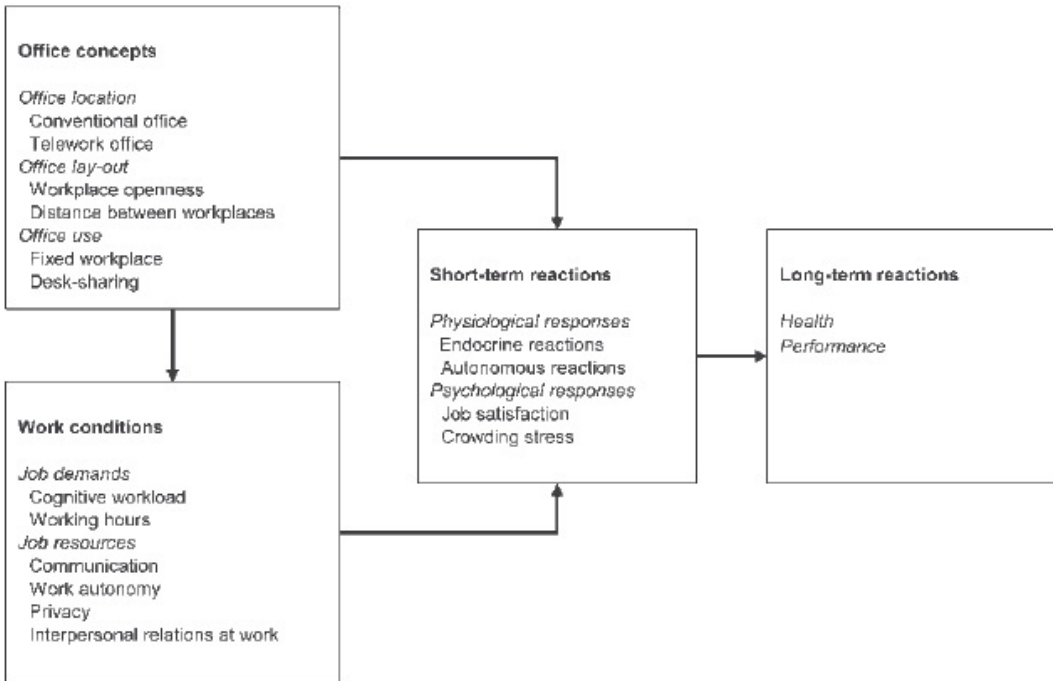 Office concepts
Office location
Conventional office
Telework office
Office lay-out
Workplace openness
Distance between workplaces
Office use
Fixed workplace
Desk-sharing
Work conditions
Job demands
Cognitive workload
Working hours
Job resources
Communication
Work autonomy
Privacy
Interpersonal relations at work
Short-term reactions
Physiological responses
Endocrine reactions
Autonomous reactions
Psychological responses
Job satisfaction
Crowding stress
Long-term reactions
Health
Performance